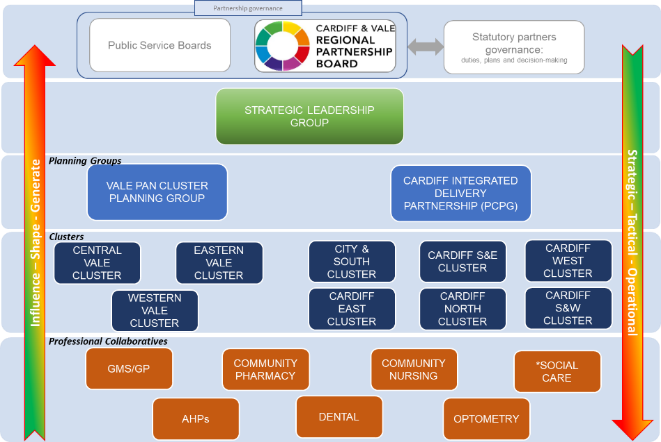 Partnership governance
Public Service Boards
CARDIFF & VALE
REGIONAL
PARTNERSHIP
BOARD
Statutory partners
governance:
duties, plans and decision-making
STRATEGIC LEADERSHIP
GROUP
Planning Groups
VALE PAN CLUSTER
PLANNING GROUP
CARDIFF INTEGRATED
DELIVERY
PARTNERSHIP (PCPG)
Clusters
CENTRAL
VALE
CLUSTER
EASTERN
VALE
CLUSTER
CITY &
SOUTH
CLUSTER
CARDIFF S&E
CLUSTER
CARDIFF
WEST
CLUSTER
WESTERN
VALE
CLUSTER
CARDIFF
EAST
CLUSTER
CARDIFF
NORTH
CLUSTER
CARDIFF
S&W
CLUSTER
Professional Collaboratives
GMS/GP
COMMUNITY
PHARMACY
COMMUNITY
NURSING
*SOCIAL
CARE
AHPs
DENTAL
OPTOMETRY
Influence – Shape - Generate
Strategic – Tactical - Operational